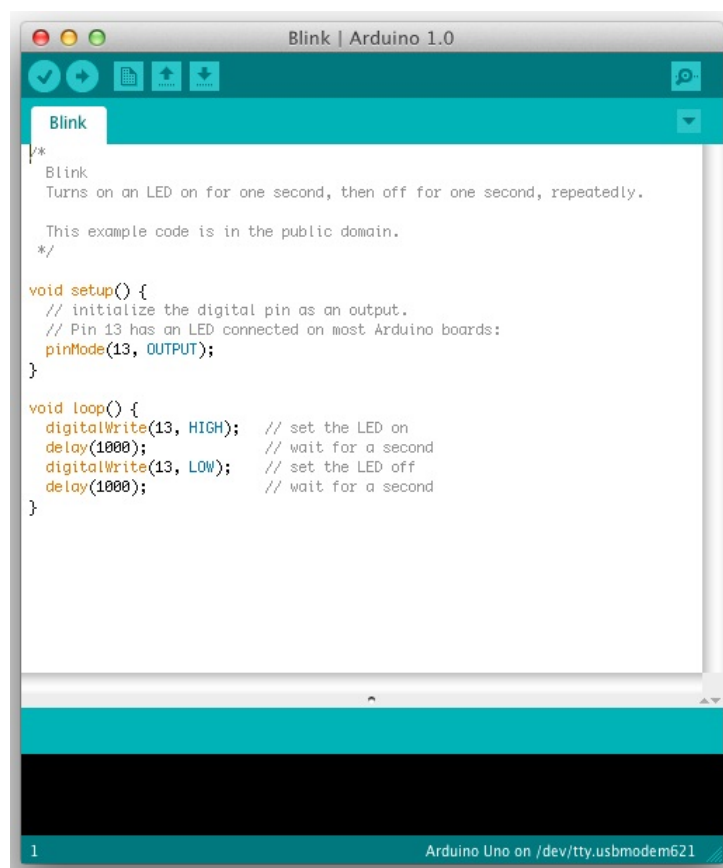 Blink | Arduino 1.0
Blink
/*
  Blink
  Turns on an LED on for one second, then off for one second, repeatedly.

  This example code is in the public domain.
 */

void setup() {
  // initialize the digital pin as an output.
  // Pin 13 has an LED connected on most Arduino boards:
  pinMode(13, OUTPUT);
}

void loop() {
  digitalWrite(13, HIGH);   // set the LED on
  delay(1000);              // wait for a second
  digitalWrite(13, LOW);    // set the LED off
  delay(1000);              // wait for a second
}
1
Arduino Uno on /dev/tty.usbmodem621